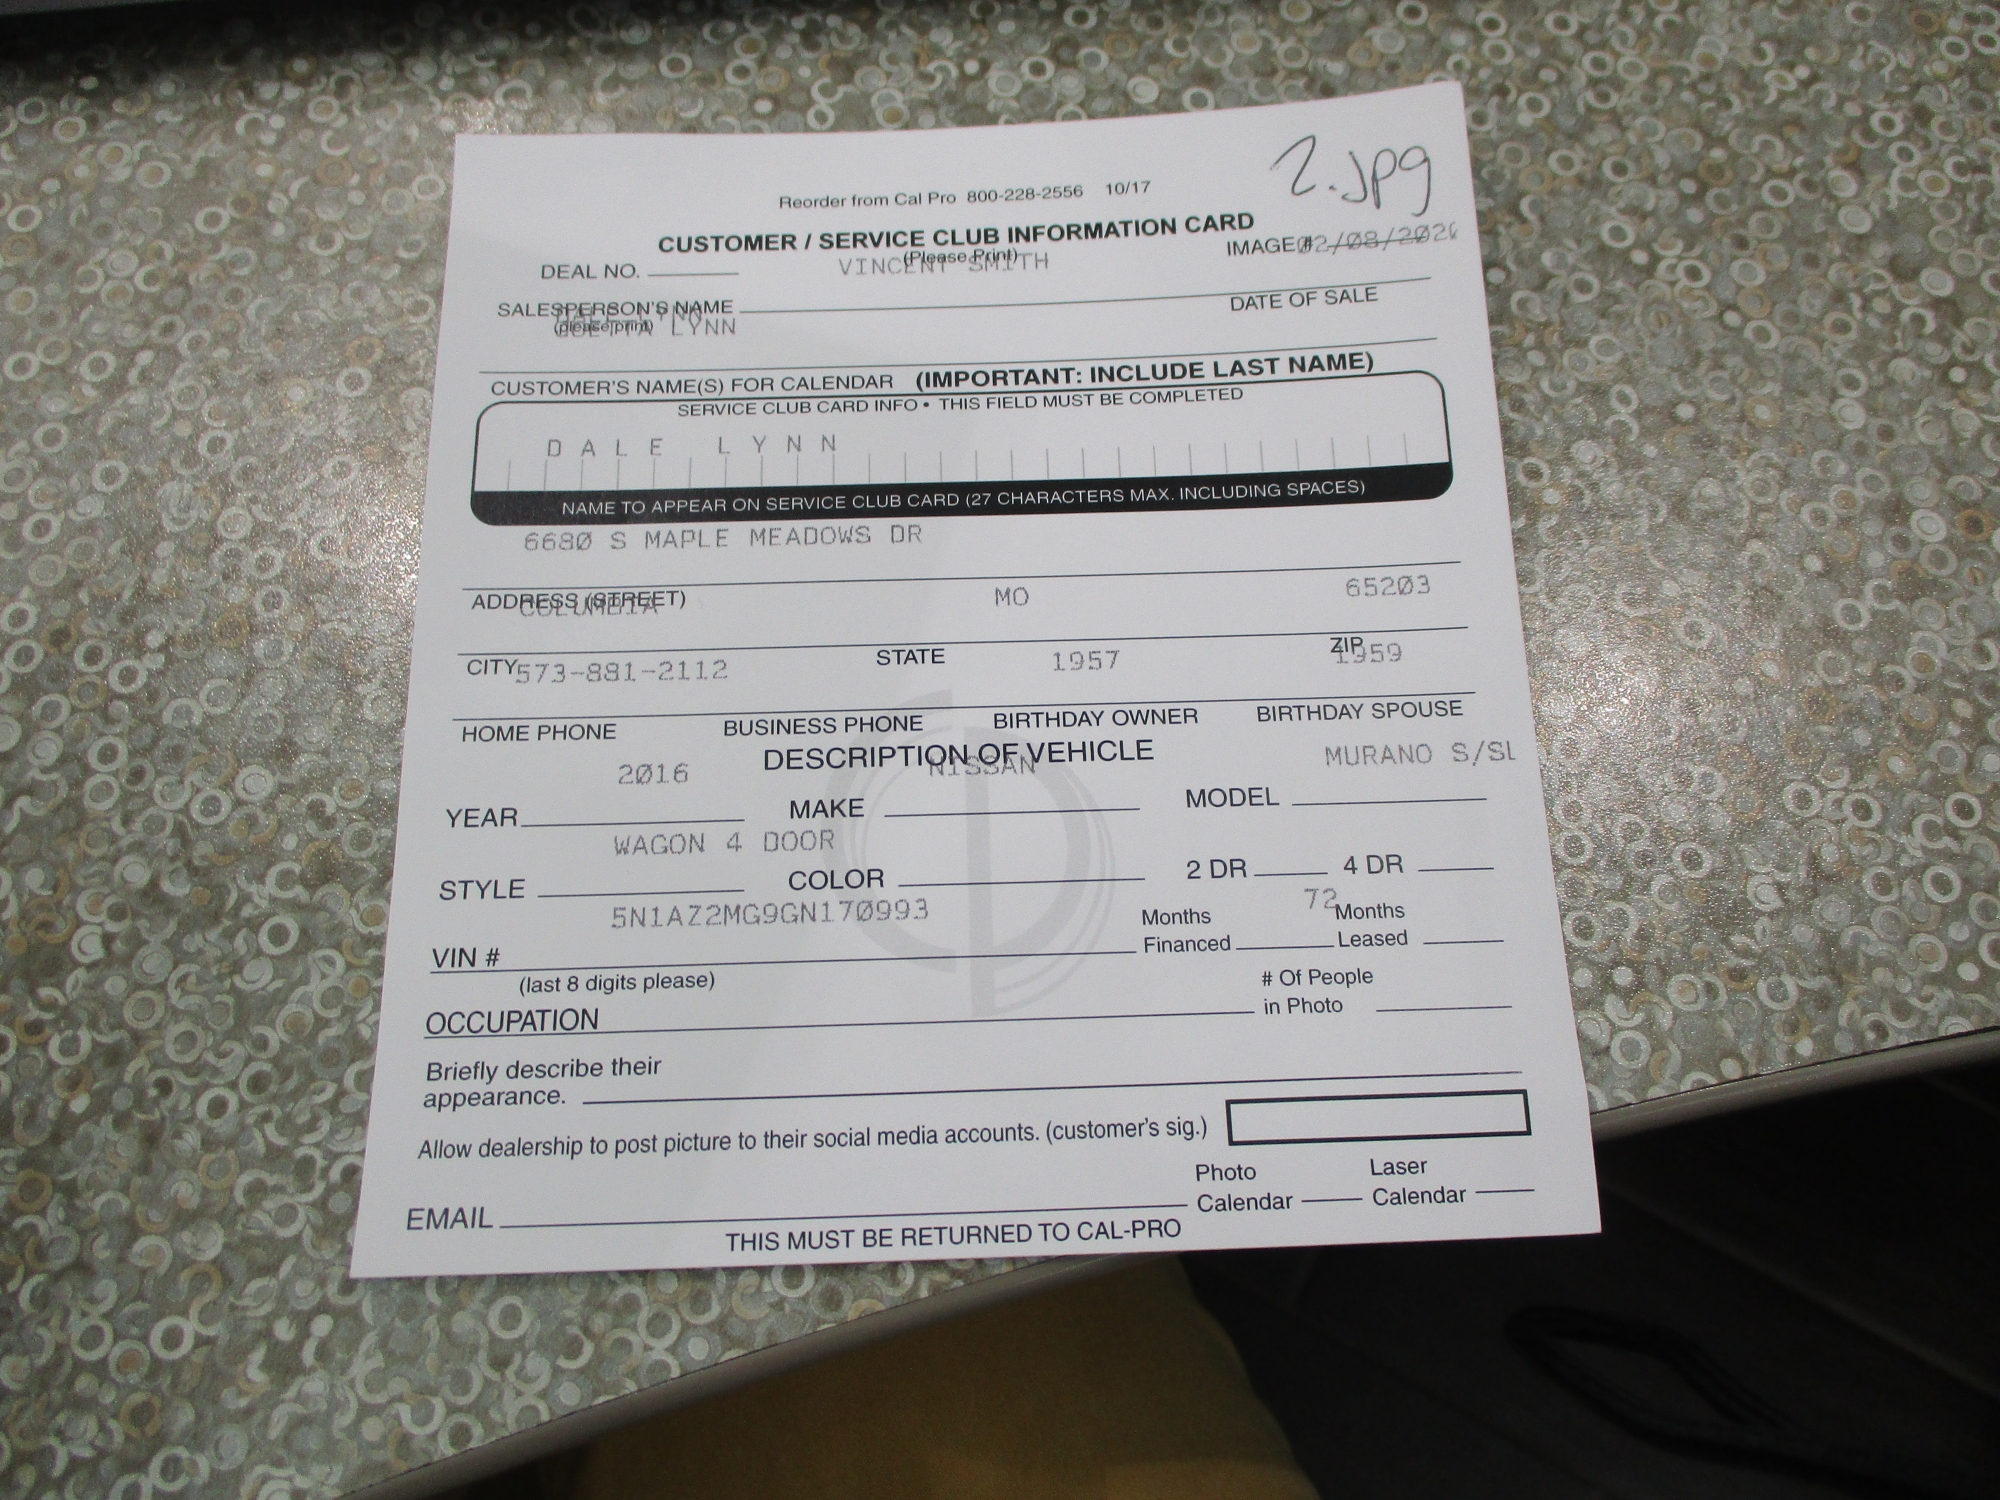 2.jpg
Reorder from Cal Pro 800-228-2556 10/17
CUSTOMER / SERVICE CLUB INFORMATION CARD
(Please Print)
IMAGE# 02/08/202
DEAL NO.
VINCENT SMITH
SALESPERSON'S NAME
DATE OF SALE
(please print)
LYNN
CUSTOMER'S NAME(S) FOR CALENDAR (IMPORTANT: INCLUDE LAST NAME)
SERVICE CLUB CARD INFO • THIS FIELD MUST BE COMPLETED
DALE LYNN
NAME TO APPEAR ON SERVICE CLUB CARD (27 CHARACTERS MAX. INCLUDING SPACES)
6680 S MAPLE MEADOWS DR
ADDRESS (STREET)
COLUMBIA MO 65203
CITY STATE ZIP
573-881-2112 1957 1959
HOME PHONE BUSINESS PHONE BIRTHDAY OWNER BIRTHDAY SPOUSE
DESCRIPTION OF VEHICLE
2016 NISSAN MURANO S/SL
YEAR MAKE MODEL
WAGON 4 DOOR
STYLE COLOR 2 DR 4 DR
5N1AZ2MG9GN170993 72
VIN # Months Financed Months Leased
(last 8 digits please)
OCCUPATION # Of People in Photo
Briefly describe their
appearance.
Allow dealership to post picture to their social media accounts. (customer's sig.)
EMAIL Photo Calendar Laser Calendar
THIS MUST BE RETURNED TO CAL-PRO